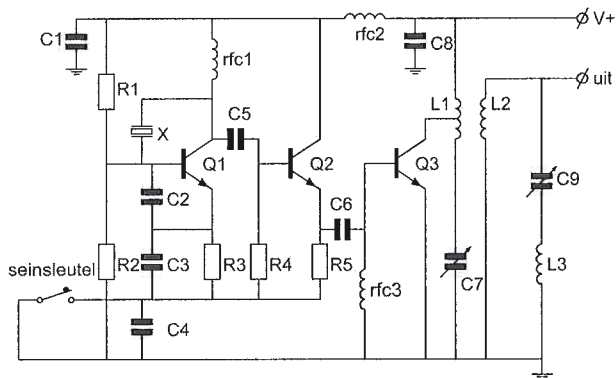 C1
rfc1
rfc2
C8
V+
R1
X
C5
L1
L2
uit
Q1
Q2
Q3
C2
C6
C9
R2
C3
R3
R4
R5
rfc3
C7
L3
seinsleutel
C4